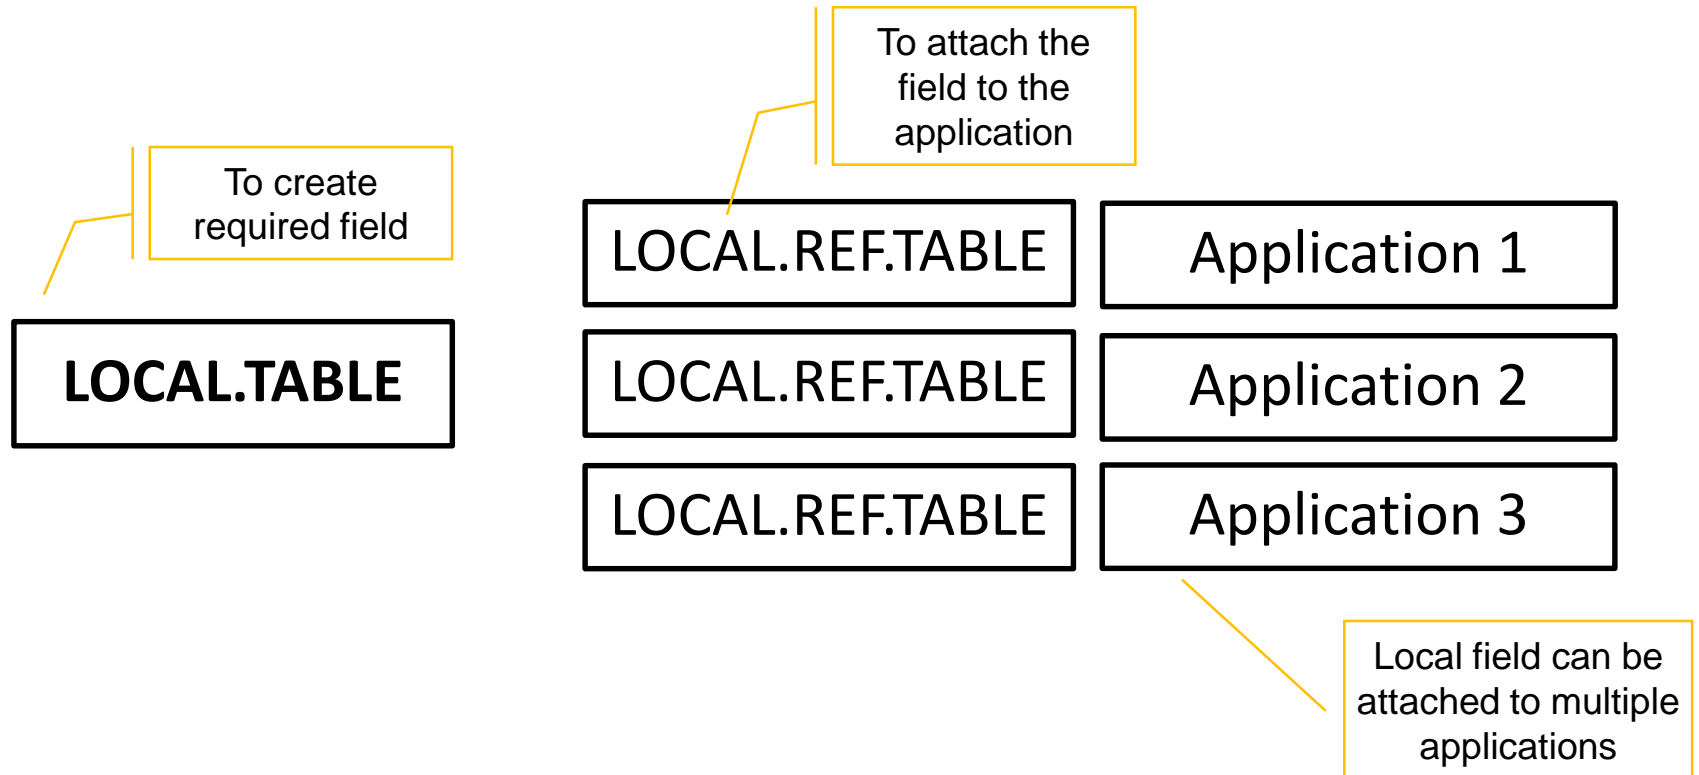 To attach the
field to the
application
To create
required field
LOCAL.REF.TABLE
Application 1
LOCAL.TABLE
LOCAL.REF.TABLE
Application 2
LOCAL.REF.TABLE
Application 3
Local field can be
attached to multiple
applications